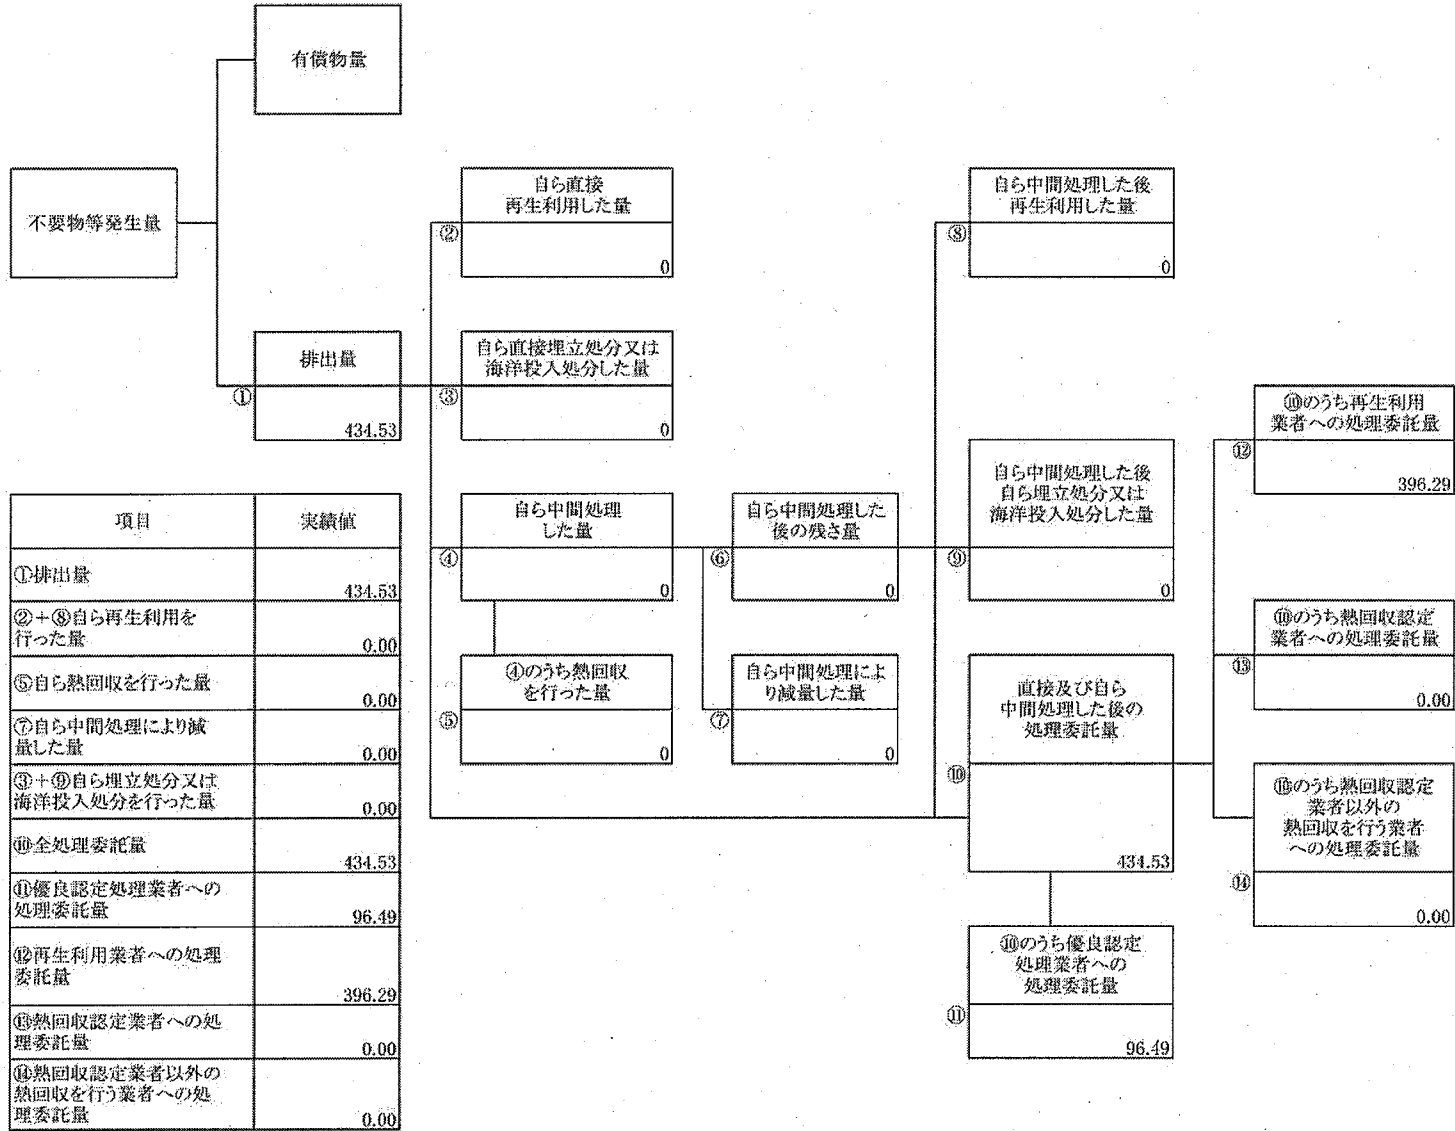 有償物量
不要物等発生量
排出量
①
434.53
自ら直接
再生利用した量
②
0
自ら直接埋立処分又は
海洋投入処分した量
③
0
自ら中間処理
した量
④
0
④のうち熱回収
を行った量
⑤
0
自ら中間処理した
後の残さ量
⑥
0
自ら中間処理によ
り減量した量
⑦
0
自ら中間処理した後
再生利用した量
⑧
0
自ら中間処理した後
自ら埋立処分又は
海洋投入処分した量
⑨
0
直接及び自ら
中間処理した後の
処理委託量
⑩
434.53
⑩のうち優良認定
処理業者への
処理委託量
⑪
96.49
⑩のうち再生利用
業者への処理委託量
⑫
396.29
⑩のうち熱回収認定
業者への処理委託量
⑬
0.00
⑩のうち熱回収認定
業者以外の
熱回収を行う業者
への処理委託量
⑭
0.00
項目 実績値
①排出量
434.53
②+⑧自ら再生利用を
行った量
0.00
⑤自ら熱回収を行った量
0.00
⑦自ら中間処理により減
量した量
0.00
③+⑨自ら埋立処分又は
海洋投入処分を行った量
0.00
⑩全処理委託量
434.53
⑪優良認定処理業者への
処理委託量
96.49
⑫再生利用業者への処理
委託量
396.29
⑬熱回収認定業者への処
理委託量
0.00
⑭熱回収認定業者以外の
熱回収を行う業者への処
理委託量
0.00